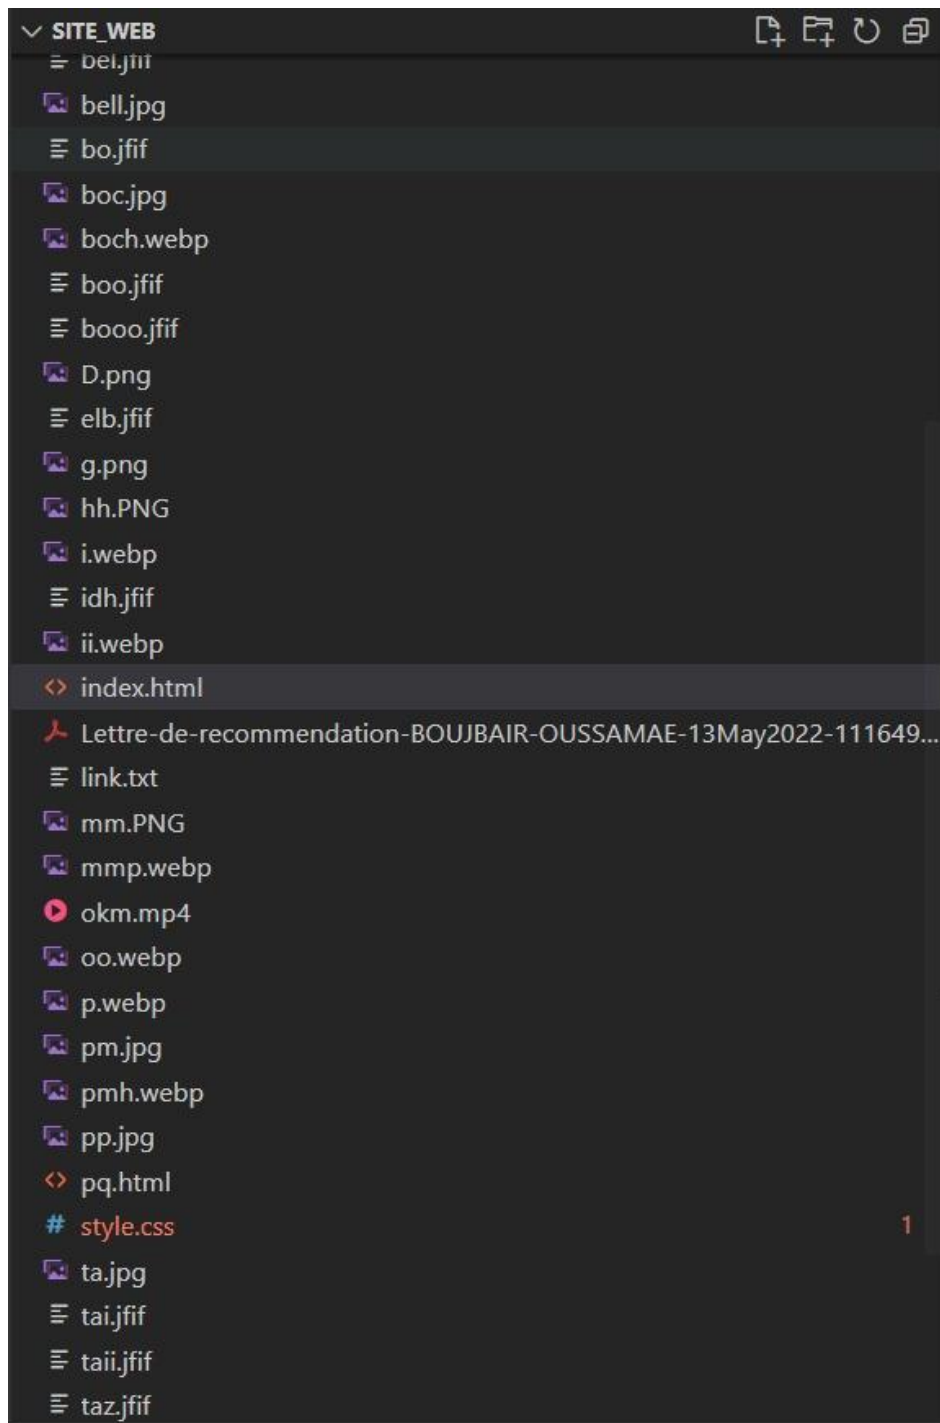 SITE_WEB
bel.jfif
bell.jpg
bo.jfif
boc.jpg
boch.webp
boo.jfif
booo.jfif
D.png
elb.jfif
g.png
hh.PNG
i.webp
idh.jfif
ii.webp
index.html
Lettre-de-recommendation-BOUJBAIR-OUSSAMAE-13May2022-111649...
link.txt
mm.PNG
mmp.webp
okm.mp4
oo.webp
p.webp
pm.jpg
pmh.webp
pp.jpg
pq.html
# style.css 1
ta.jpg
tai.jfif
taii.jfif
taz.jfif